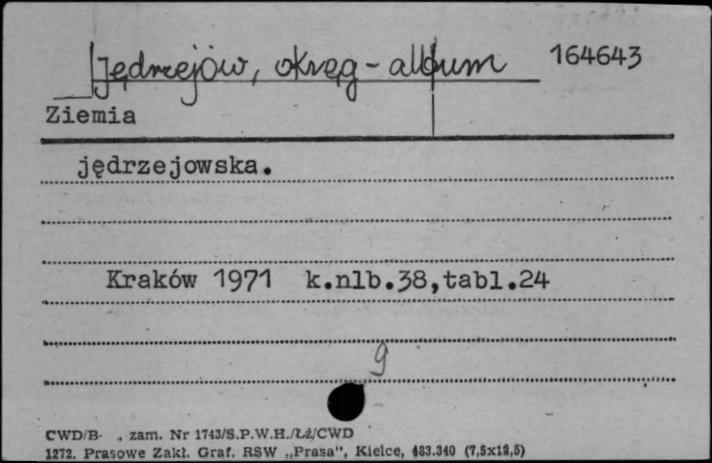 Jędrzejów, okręg - album 164643
Ziemia
jędrzejowska.
Kraków 1971 k.nlb.38,tabl.24
9
CWD/B- ., zam. Nr 1743/S.P.W.H./Łź/CWD
1272. Prasowe Zakł. Graf. RSW „Prasa", Kielce, 483.340 (7,5x12,5)